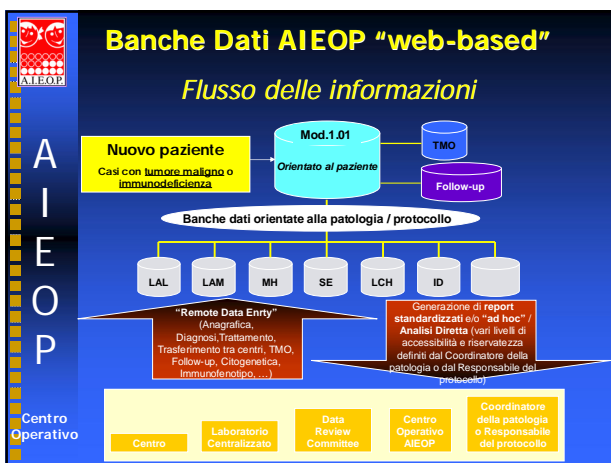 Banche Dati AIEOP “web-based”
Flusso delle informazioni
A.I.E.O.P.
A
I
E
O
P
Centro
Operativo
Nuovo paziente
Casi con tumore maligno o
immunodeficienza
Mod.1.01
Orientato al paziente
TMO
Follow-up
Banche dati orientate alla patologia / protocollo
LAL
LAM
MH
SE
LCH
ID
“Remote Data Enrty”
(Anagrafica,
Diagnosi,Trattamento,
Trasferimento tra centri, TMO,
Follow-up, Citogenetica,
Immunofenotipo, …)
Generazione di report
standardizzati e/o “ad hoc” /
Analisi Diretta (vari livelli di
accessibilità e riservatezza
definiti dal Coordinatore della
patologia o dal Responsabile del
protocollo)
Centro
Laboratorio
Centralizzato
Data
Review
Committee
Centro
Operativo
AIEOP
Coordinatore
della patologia
o Responsabile
del protocollo